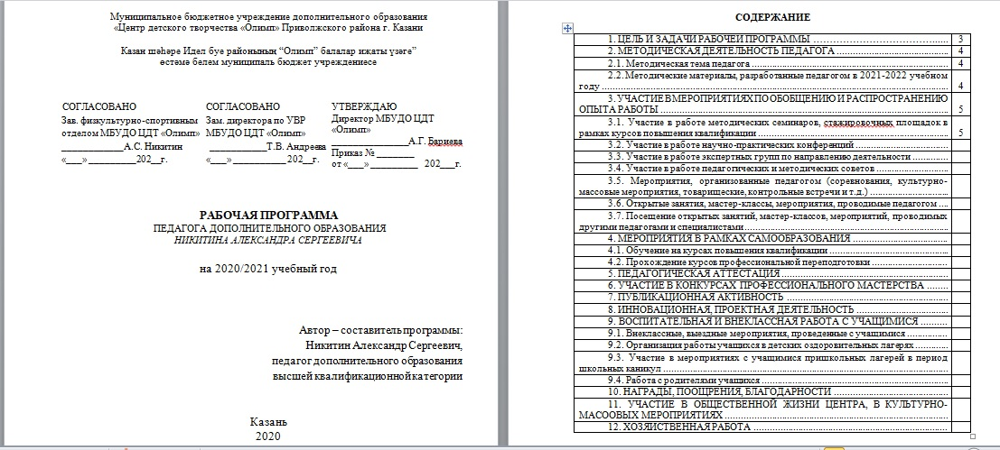 Муниципальное бюджетное учреждение дополнительного образования
«Центр детского творчества «Олимп» Приволжского района г. Казани
Казан шәһәре Идел буе районының “Олимп” балалар иҗаты үзәге”
өстәмә белем муниципаль бюджет учреждениесе
СОГЛАСОВАНО
Зав. физкультурно-спортивным
отделом МБУДО ЦДТ «Олимп»
______________А.С. Никитин
«___»___________202__г.
СОГЛАСОВАНО
Зам. директора по УВР
МБУДО ЦДТ «Олимп»
____________Т.В. Андреева
«___»___________202__г.
УТВЕРЖДАЮ
Директор МБУДО ЦДТ
«Олимп»
________________А.Г. Бариева
Приказ № ________
от «___»__________ 202___г.
РАБОЧАЯ ПРОГРАММА
ПЕДАГОГА ДОПОЛНИТЕЛЬНОГО ОБРАЗОВАНИЯ
НИКИТИНА АЛЕКСАНДРА СЕРГЕЕВИЧА
на 2020/2021 учебный год
Автор – составитель программы:
Никитин Александр Сергеевич,
педагог дополнительного образования
высшей квалификационной категории
Казань
2020
СОДЕРЖАНИЕ
1. ЦЕЛЬ И ЗАДАЧИ РАБОЧЕЙ ПРОГРАММЫ ........ 3
2. МЕТОДИЧЕСКАЯ ДЕЯТЕЛЬНОСТЬ ПЕДАГОГА ........ 4
2.1. Методическая тема педагога ........ 4
2.2. Методические материалы, разработанные педагогом в 2021-2022 учебном
году ........ 4
3. УЧАСТИЕ В МЕРОПРИЯТИЯХ ПО ОБОБЩЕНИЮ И РАСПРОСТРАНЕНИЮ
ОПЫТА РАБОТЫ ........ 5
3.1. Участие в работе методических семинаров, стажировочных площадок в
рамках курсов повышения квалификации ........ 5
3.2. Участие в работе научно-практических конференций ........
3.3. Участие в работе экспертных групп по направлению деятельности ........
3.4. Участие в работе педагогических и методических советов ........
3.5. Мероприятия, организованные педагогом (соревнования, культурно-
массовые мероприятия, товарищеские, контрольные встречи и т.д.) ........
3.6. Открытые занятия, мастер-классы, мероприятия, проводимые педагогом ....
3.7. Посещение открытых занятий, мастер-классов, мероприятий, проводимых
другими педагогами и специалистами ........
4. МЕРОПРИЯТИЯ В РАМКАХ САМООБРАЗОВАНИЯ ........
4.1. Обучение на курсах повышения квалификации ........
4.2. Прохождение курсов профессиональной переподготовки ........
5. ПЕДАГОГИЧЕСКАЯ АТТЕСТАЦИЯ ........
6. УЧАСТИЕ В КОНКУРСАХ ПРОФЕССИОНАЛЬНОГО МАСТЕРСТВА ........
7. ПУБЛИКАЦИОННАЯ АКТИВНОСТЬ ........
8. ИННОВАЦИОННАЯ, ПРОЕКТНАЯ ДЕЯТЕЛЬНОСТЬ ........
9. ВОСПИТАТЕЛЬНАЯ И ВНЕКЛАССНАЯ РАБОТА С УЧАЩИМИСЯ ........
9.1. Внеклассные, выездные мероприятия, проведенные с учащимися ........
9.2. Организация работы учащихся в детских оздоровительных лагерях ........
9.3. Участие в мероприятиях с учащимися пришкольных лагерей в период
школьных каникул ........
9.4. Работа с родителями учащихся ........
10. НАГРАДЫ, ПООЩРЕНИЯ, БЛАГОДАРНОСТИ ........
11. УЧАСТИЕ В ОБЩЕСТВЕННОЙ ЖИЗНИ ЦЕНТРА, В КУЛЬТУРНО-
МАСООВЫХ МЕРОПРИЯТИЯХ ........
12. ХОЗЯЙСТВЕННАЯ РАБОТА ........